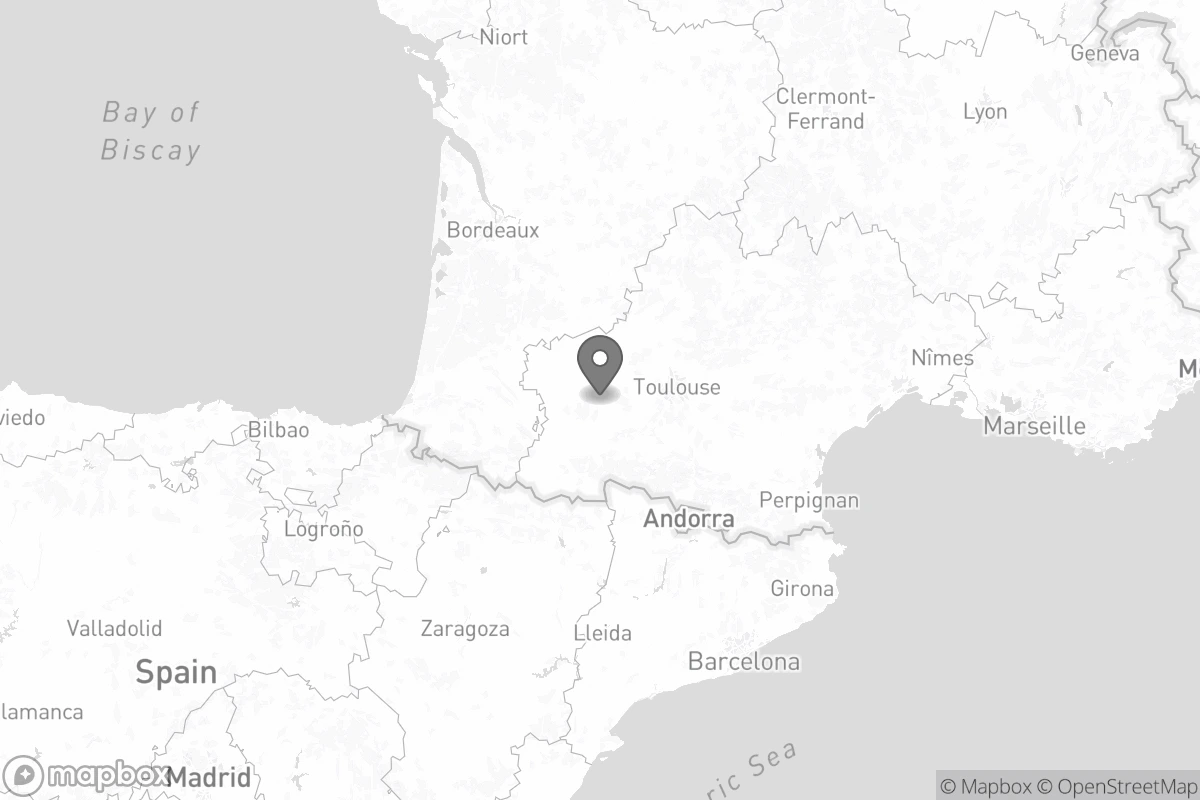 Niort
Geneva
Bay of
Biscay
Clermont-
Ferrand
Lyon
Bordeaux
Nîmes
Toulouse
viedo
Bilbao
Marseille
Perpignan
Andorra
Logroño
Girona
Valladolid
Zaragoza
Lleida
Barcelona
Spain
lamanca
ric Sea
mapbox
Madrid
© Mapbox © OpenStreetMap